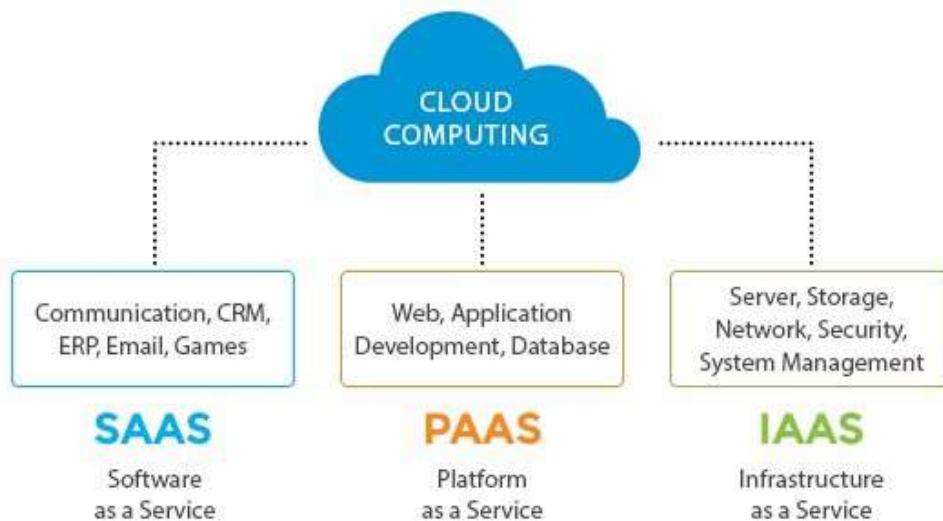 CLOUD
COMPUTING
Communication, CRM,
ERP, Email, Games
SAAS
Software
as a Service
Web, Application
Development, Database
PAAS
Platform
as a Service
Server, Storage,
Network, Security,
System Management
IAAS
Infrastructure
as a Service